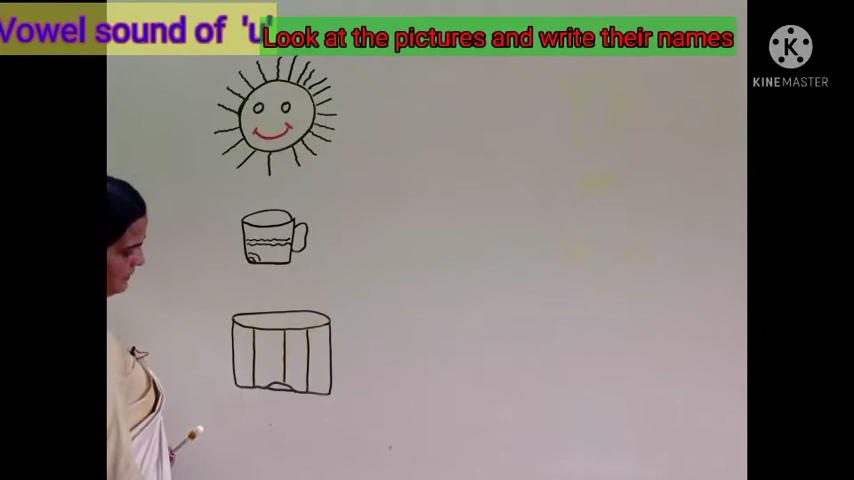 Vowel sound of 'u'
Look at the pictures and write their names
KINEMASTER